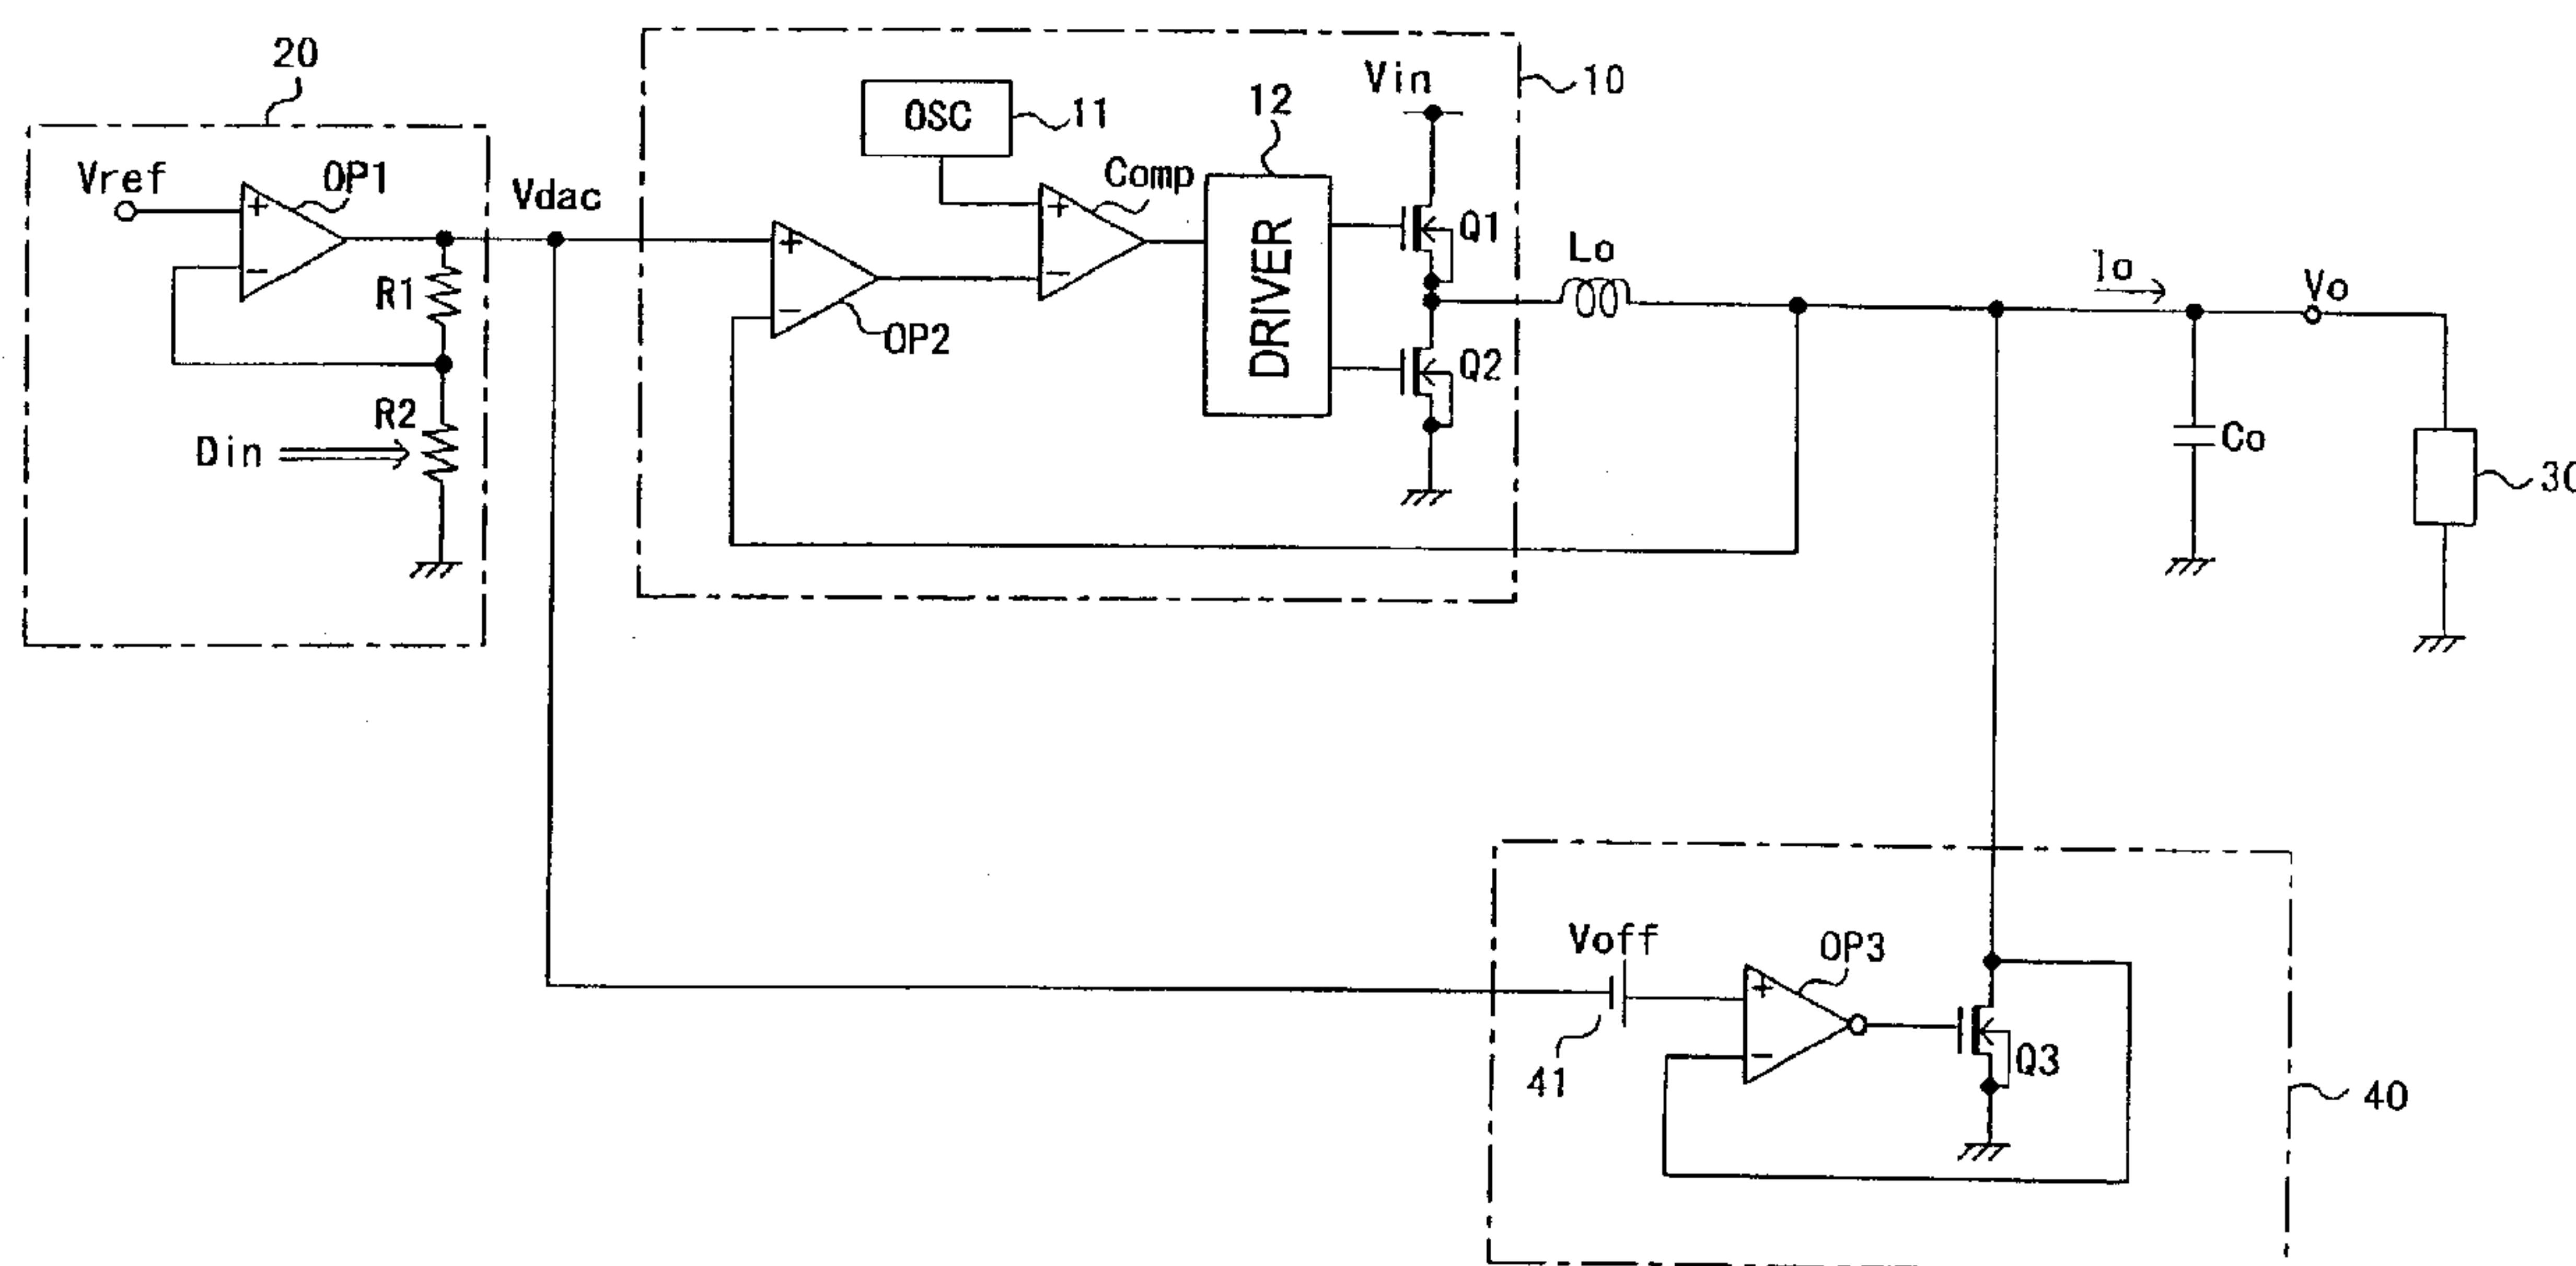 20
Vref
OP1
+
−
R1
R2
Din
Vdac
10
OSC
11
Comp
12
DRIVER
Vin
+
−
+
−
OP2
Q1
Q2
Lo
Io
Vo
Co
Voff
41
OP3
+
−
Q3
40